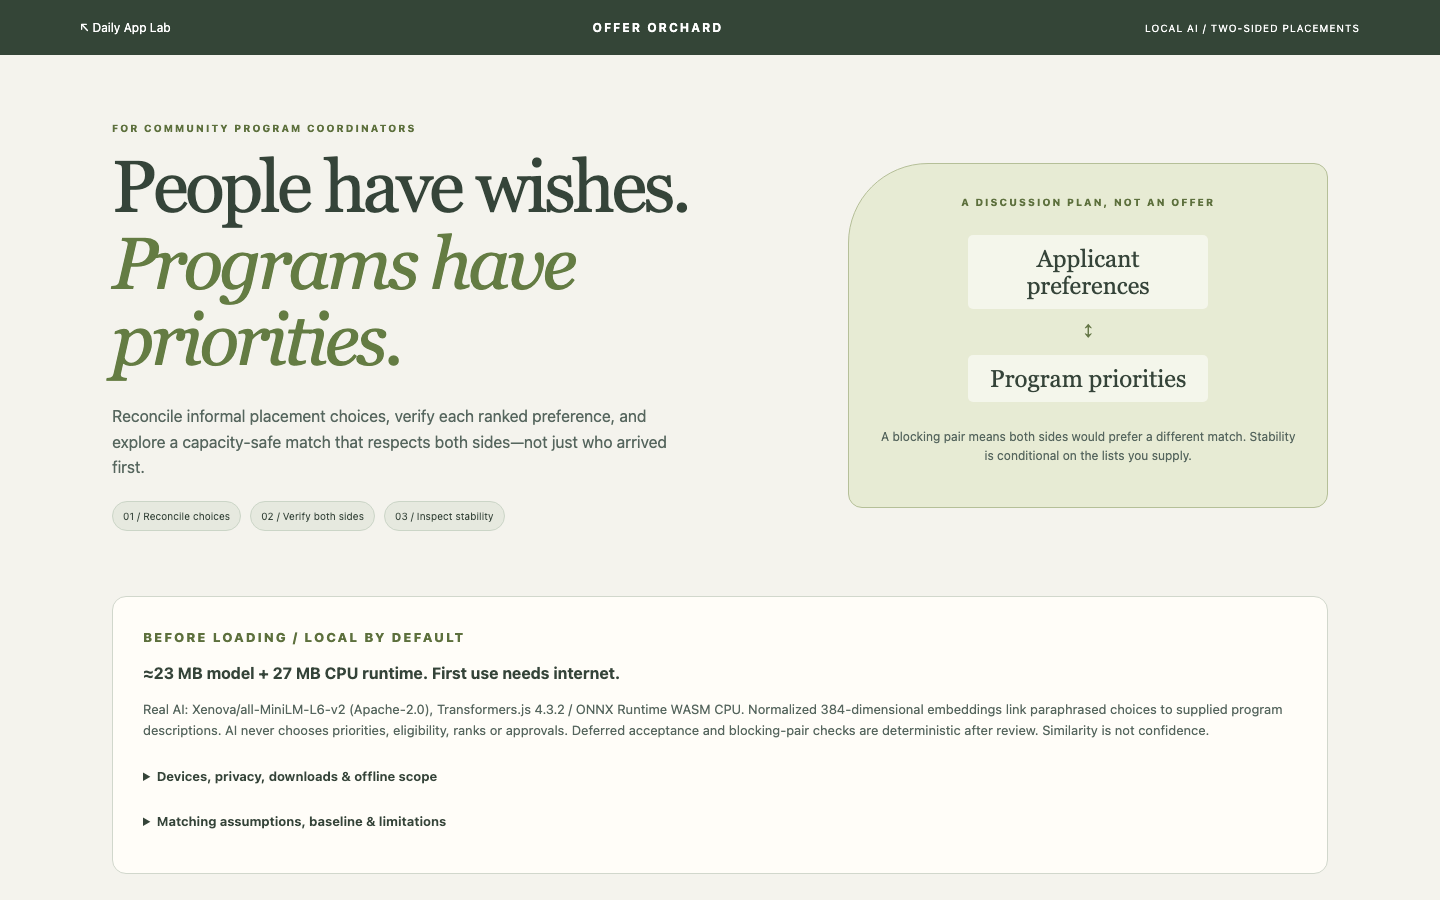 ↖ Daily App Lab
OFFER ORCHARD
LOCAL AI / TWO-SIDED PLACEMENTS
FOR COMMUNITY PROGRAM COORDINATORS
People have wishes.
Programs have
priorities.
Reconcile informal placement choices, verify each ranked preference, and
explore a capacity-safe match that respects both sides—not just who arrived
first.
01 / Reconcile choices
02 / Verify both sides
03 / Inspect stability
A DISCUSSION PLAN, NOT AN OFFER
Applicant
preferences
↕
Program priorities
A blocking pair means both sides would prefer a different match. Stability
is conditional on the lists you supply.
BEFORE LOADING / LOCAL BY DEFAULT
≈23 MB model + 27 MB CPU runtime. First use needs internet.
Real AI: Xenova/all-MiniLM-L6-v2 (Apache-2.0), Transformers.js 4.3.2 / ONNX Runtime WASM CPU. Normalized 384-dimensional embeddings link paraphrased choices to supplied program
descriptions. AI never chooses priorities, eligibility, ranks or approvals. Deferred acceptance and blocking-pair checks are deterministic after review. Similarity is not confidence.
▶ Devices, privacy, downloads & offline scope
▶ Matching assumptions, baseline & limitations